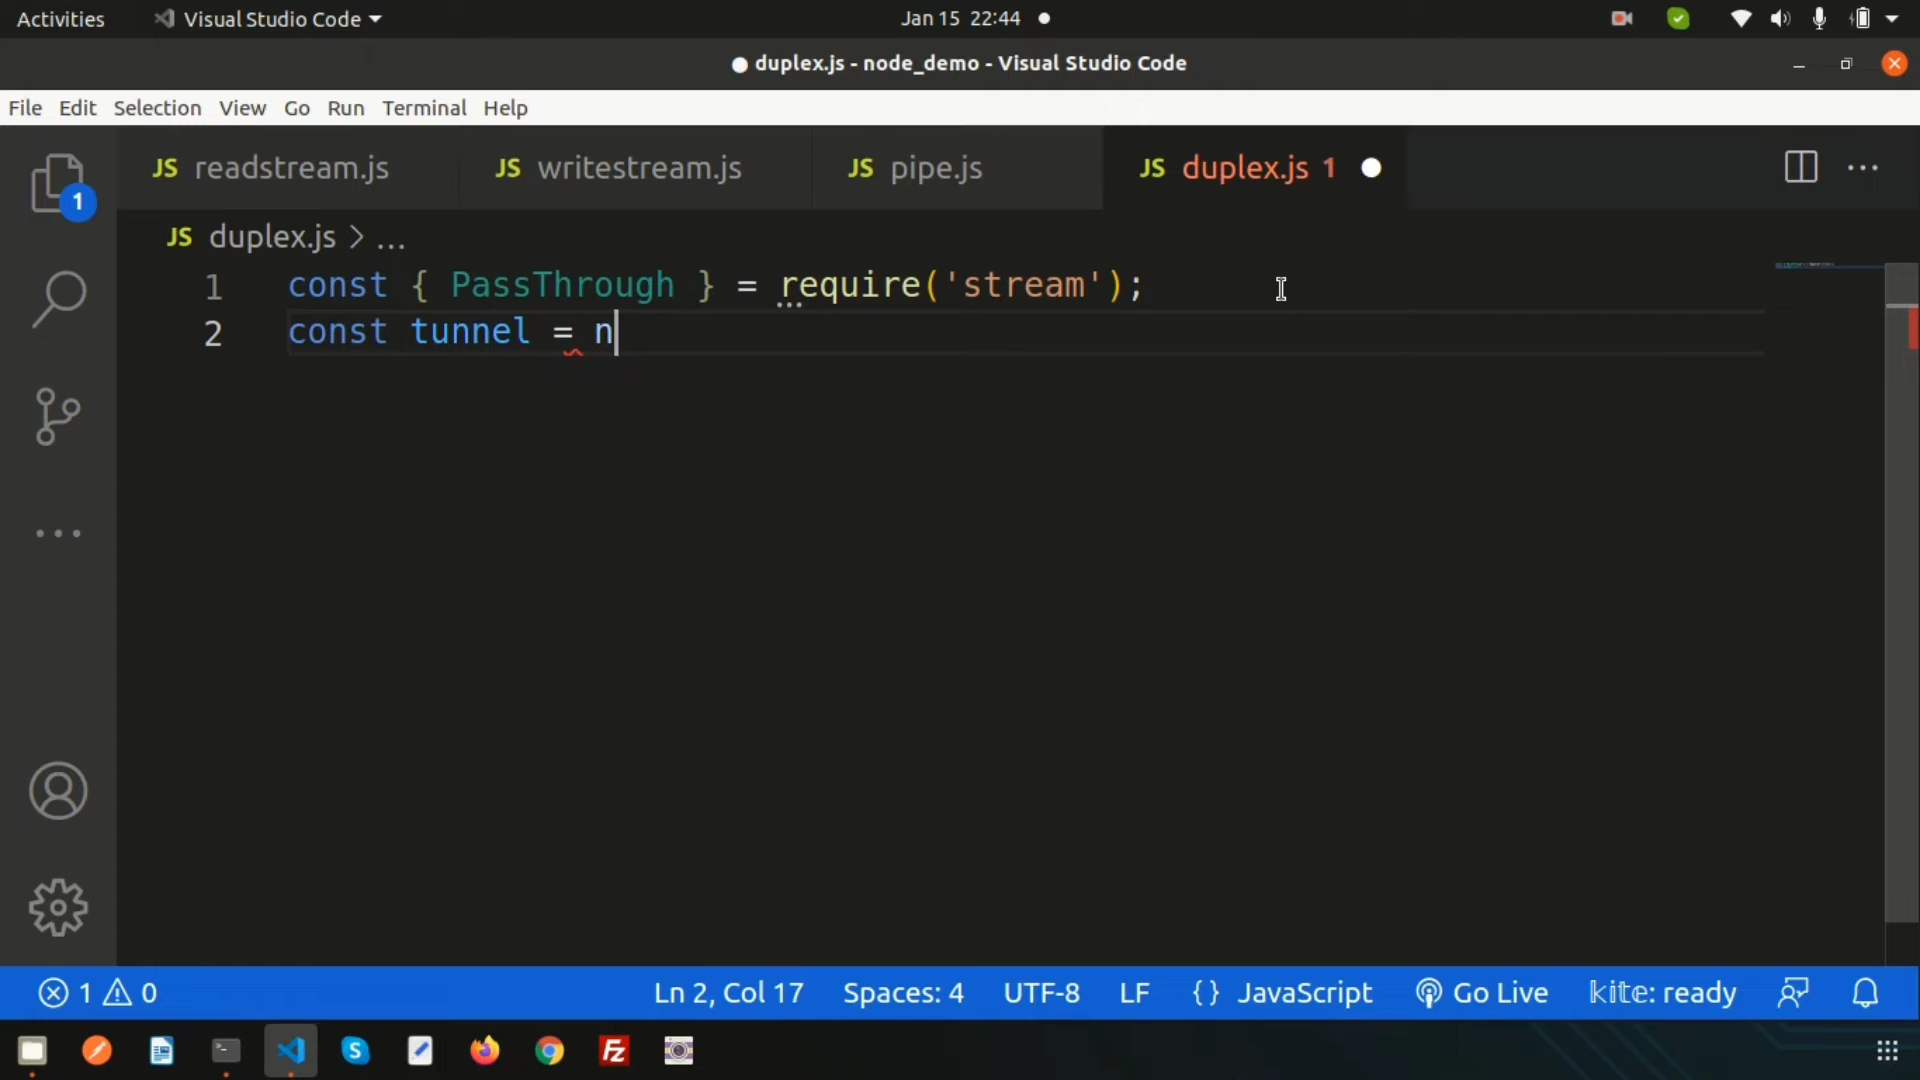 Activities Visual Studio Code Jan 15 22:44
duplex.js - node_demo - Visual Studio Code
File Edit Selection View Go Run Terminal Help
JS readstream.js JS writestream.js JS pipe.js JS duplex.js 1
1
JS duplex.js > ...
1 const { PassThrough } = require('stream');
2 const tunnel = n
1 0 Ln 2, Col 17 Spaces: 4 UTF-8 LF {} JavaScript Go Live kite: ready